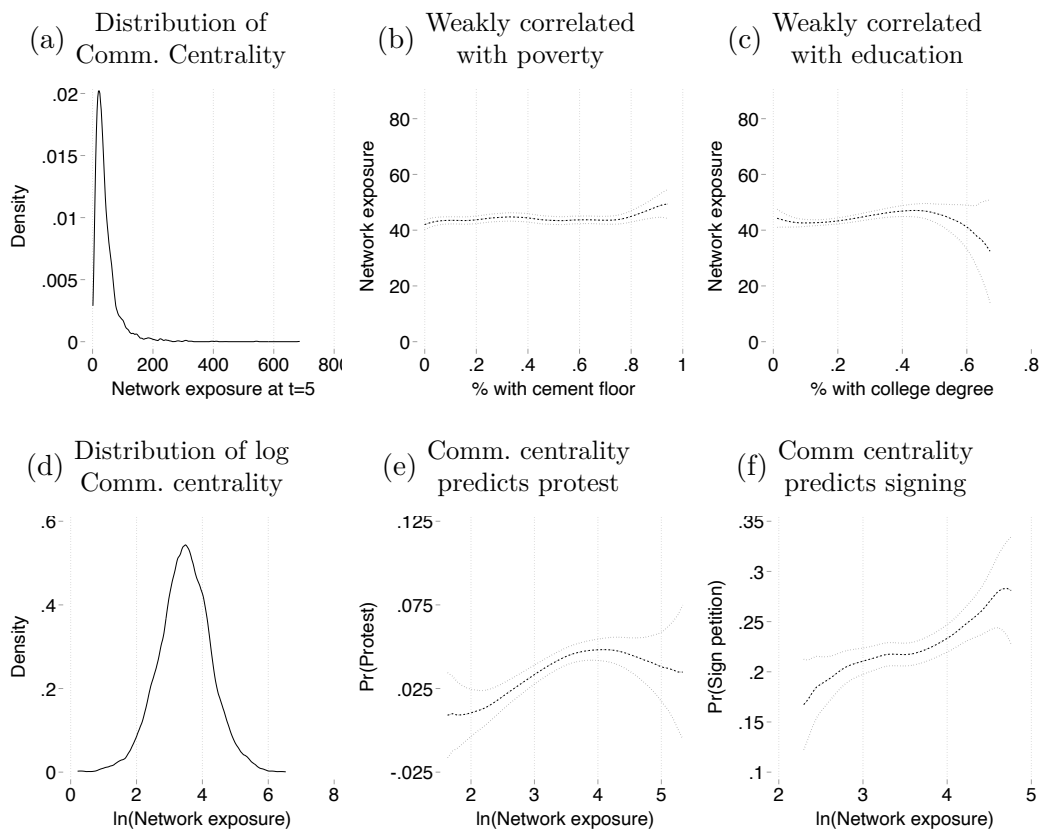 (a) Distribution of
Comm. Centrality
.02
.015
.01
.005
0
Density
0 200 400 600 800
Network exposure at t=5
(b) Weakly correlated
with poverty
80
60
40
20
0
Network exposure
0 .2 .4 .6 .8 1
% with cement floor
(c) Weakly correlated
with education
80
60
40
20
0
Network exposure
0 .2 .4 .6 .8
% with college degree
(d) Distribution of log
Comm. centrality
.6
.4
.2
0
Density
0 2 4 6 8
ln(Network exposure)
(e) Comm. centrality
predicts protest
.125
.075
.025
-.025
Pr(Protest)
2 3 4 5
ln(Network exposure)
(f) Comm centrality
predicts signing
.35
.3
.25
.2
.15
.1
Pr(Sign petition)
2 3 4 5
ln(Network exposure)